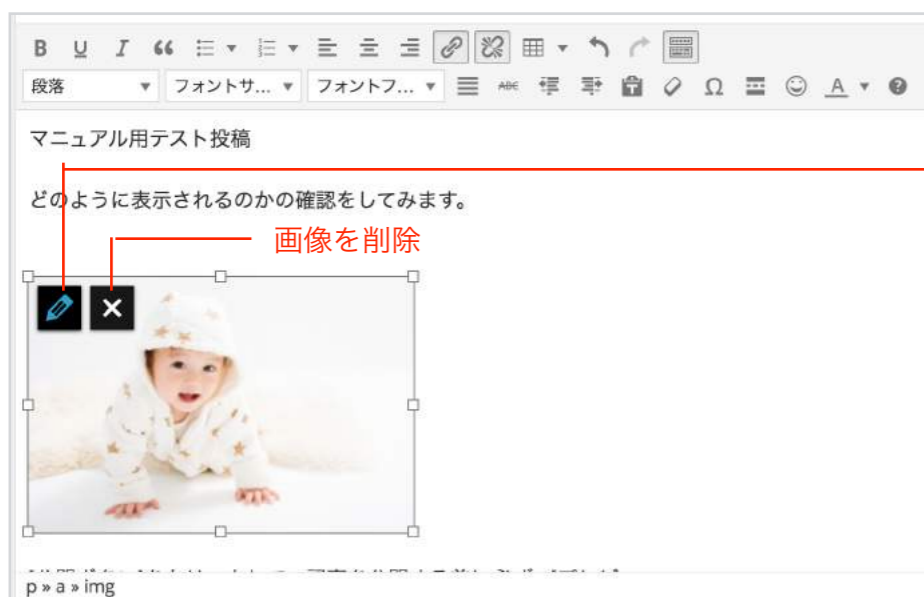 B U I
段落 フォントサ... フォントフ... ABC Ω A
マニュアル用テスト投稿
どのように表示されるのかの確認をしてみます。
画像を削除
p » a » img